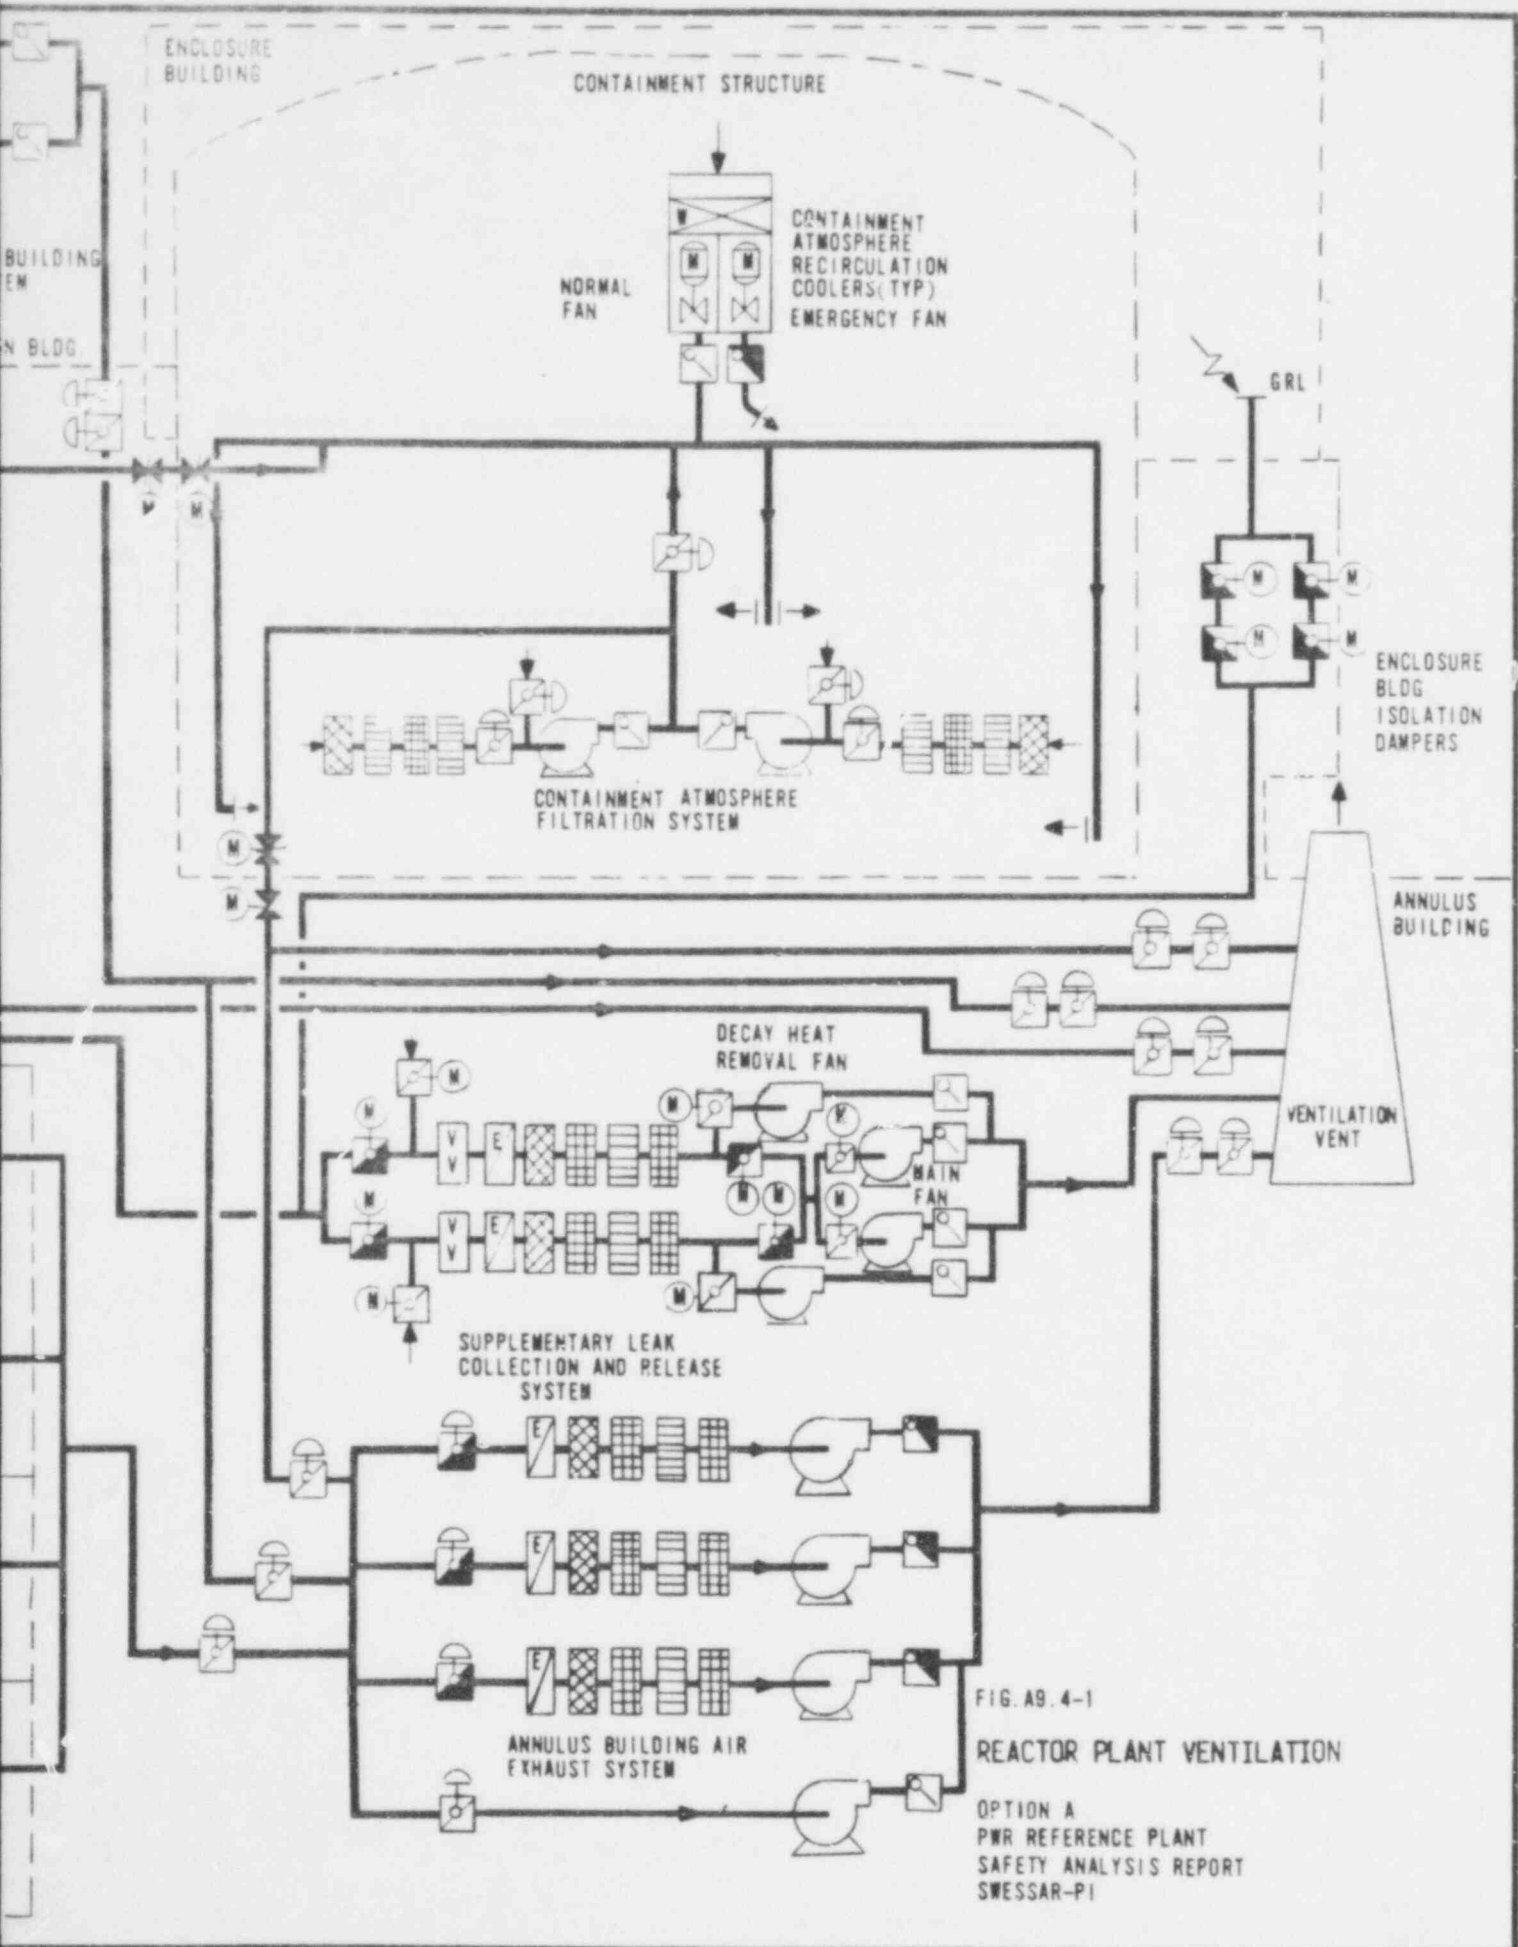 ENCLOSURE
BUILDING
CONTAINMENT STRUCTURE
W
CONTAINMENT
ATMOSPHERE
RECIRCULATION
COOLERS(TYP)
EMERGENCY FAN
M M
NORMAL
FAN
BUILDING
EM
N BLDG
GRL
M M
M M
M M
ENCLOSURE
BLDG
ISOLATION
DAMPERS
CONTAINMENT ATMOSPHERE
FILTRATION SYSTEM
M
M
ANNULUS
BUILDING
DECAY HEAT
REMOVAL FAN
VENTILATION
VENT
M
M
M
M
V
V
E
MAIN
FAN
M M M
M
V
V
E
M
M
SUPPLEMENTARY LEAK
COLLECTION AND RELEASE
SYSTEM
E
E
E
ANNULUS BUILDING AIR
EXHAUST SYSTEM
FIG.A9.4-1
REACTOR PLANT VENTILATION
OPTION A
PWR REFERENCE PLANT
SAFETY ANALYSIS REPORT
SWESSAR-P1